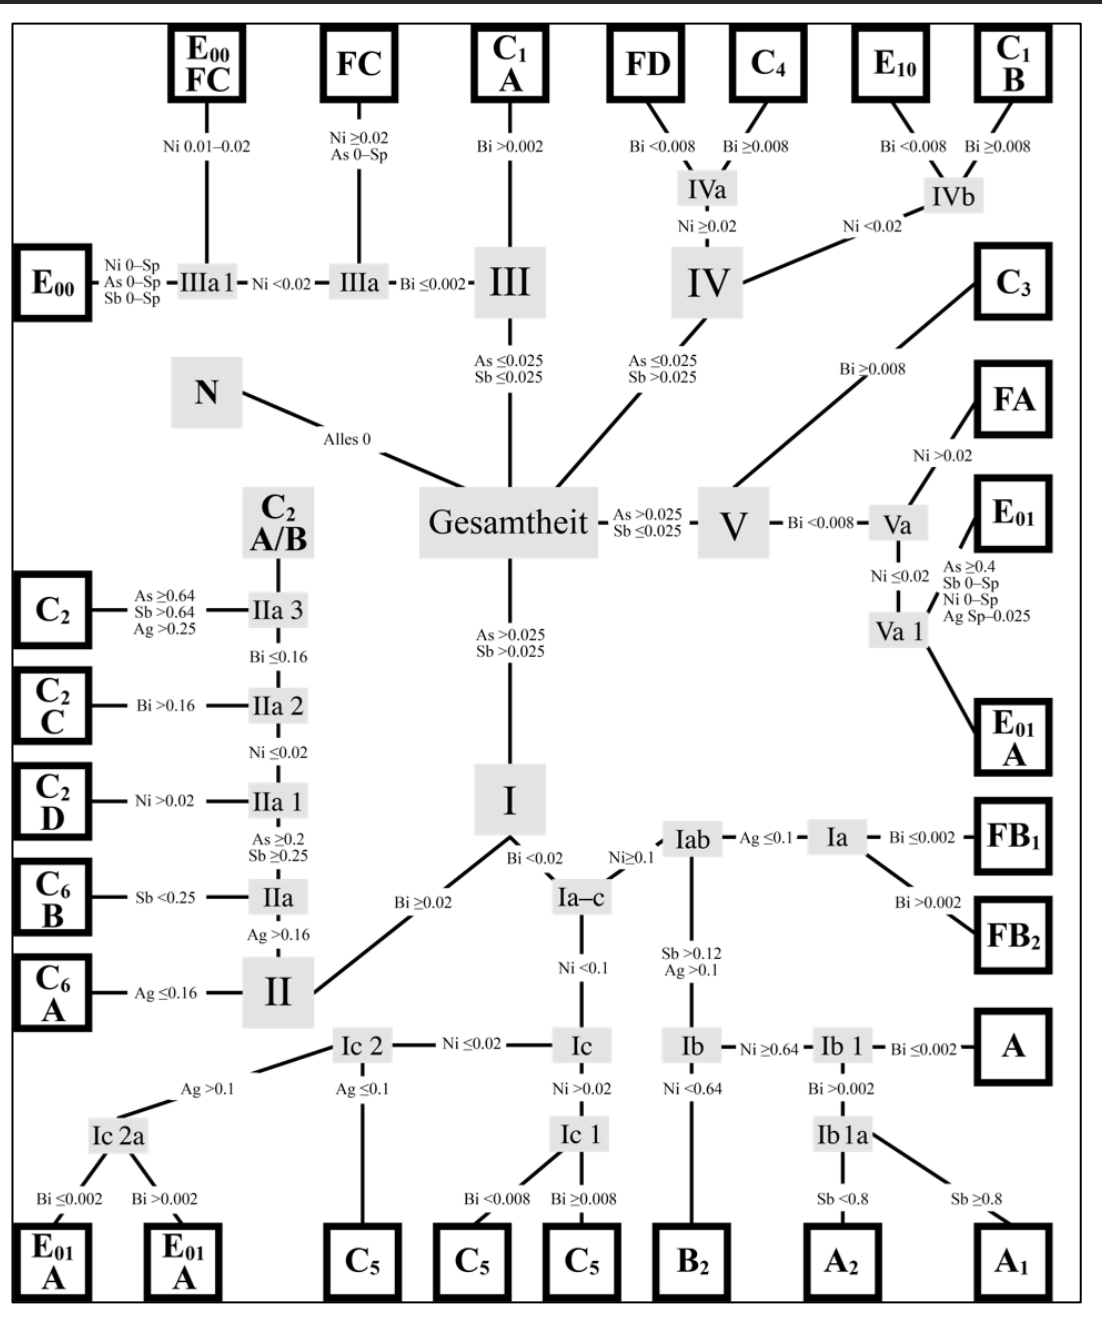 E₀₀
FC
FC
C₁
A
FD
C₄
E₁₀
C₁
B
Ni 0.01–0.02
Ni ≥0.02
As 0–Sp
Bi >0.002
Bi <0.008
Bi ≥0.008
Bi <0.008
Bi ≥0.008
IVa
IVb
Ni ≥0.02
Ni <0.02
E₀₀
Ni 0–Sp
As 0–Sp
Sb 0–Sp
IIIa 1
Ni <0.02
IIIa
Bi ≤0.002
III
IV
C₃
As ≤0.025
Sb ≤0.025
As ≤0.025
Sb >0.025
Bi ≥0.008
N
Alles 0
FA
Ni >0.02
C₂
A/B
Gesamtheit
As >0.025
Sb ≤0.025
V
Bi <0.008
Va
E₀₁
Ni ≤0.02
As ≥0.4
Sb 0–Sp
Ni 0–Sp
Ag Sp–0.025
Va 1
C₂
As ≥0.64
Sb >0.64
Ag >0.25
IIa 3
As >0.025
Sb >0.025
Bi ≤0.16
C₂
C
Bi >0.16
IIa 2
E₀₁
A
Ni ≤0.02
C₂
D
Ni >0.02
IIa 1
I
As ≥0.2
Sb ≥0.25
Bi <0.02
Ni≥0.1
Iab
Ag ≤0.1
Ia
Bi ≤0.002
FB₁
C₆
B
Sb <0.25
IIa
Bi ≥0.02
Ia–c
Bi >0.002
FB₂
Ag >0.16
C₆
A
Ag ≤0.16
II
Ni <0.1
Sb >0.12
Ag >0.1
Ic 2
Ni ≤0.02
Ic
Ib
Ni ≥0.64
Ib 1
Bi ≤0.002
A
Ag >0.1
Ag ≤0.1
Ni >0.02
Ni <0.64
Bi >0.002
Ic 2a
Ic 1
Ib1a
Bi ≤0.002
Bi >0.002
Bi <0.008
Bi ≥0.008
Sb <0.8
Sb ≥0.8
E₀₁
A
E₀₁
A
C₅
C₅
C₅
B₂
A₂
A₁